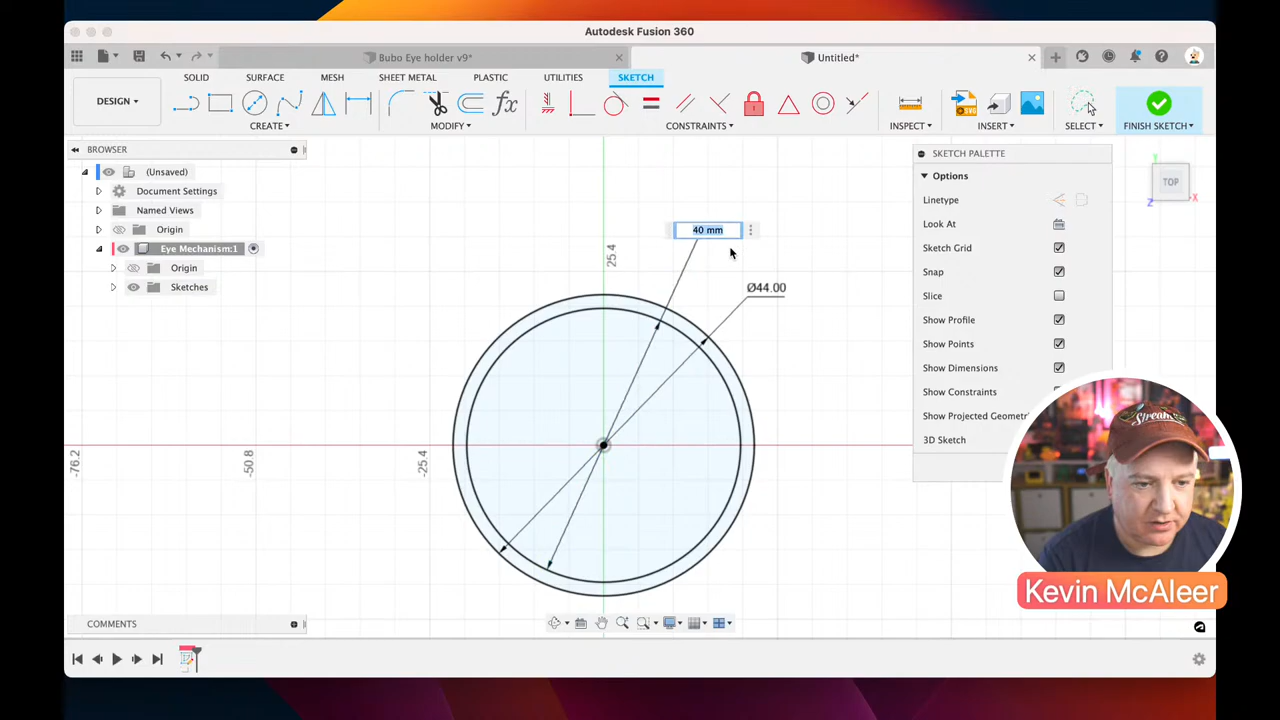 Autodesk Fusion 360
Bubo Eye holder v9*
Untitled*
DESIGN
SOLID
SURFACE
MESH
SHEET METAL
PLASTIC
UTILITIES
SKETCH
CREATE
MODIFY
CONSTRAINTS
INSPECT
INSERT
SELECT
FINISH SKETCH
BROWSER
(Unsaved)
Document Settings
Named Views
Origin
Eye Mechanism:1
Origin
Sketches
40 mm
25.4
Ø44.00
-76.2
-50.8
-25.4
TOP
Z
X
SKETCH PALETTE
Options
Linetype
Look At
Sketch Grid
Snap
Slice
Show Profile
Show Points
Show Dimensions
Show Constraints
Show Projected Geometri
3D Sketch
Kevin McAleer
COMMENTS